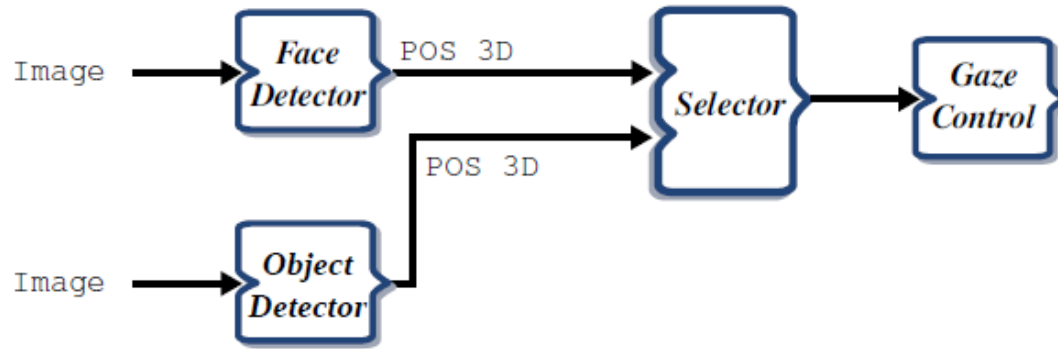 Image
Face
Detector
POS 3D
Selector
Gaze
Control
POS 3D
Image
Object
Detector